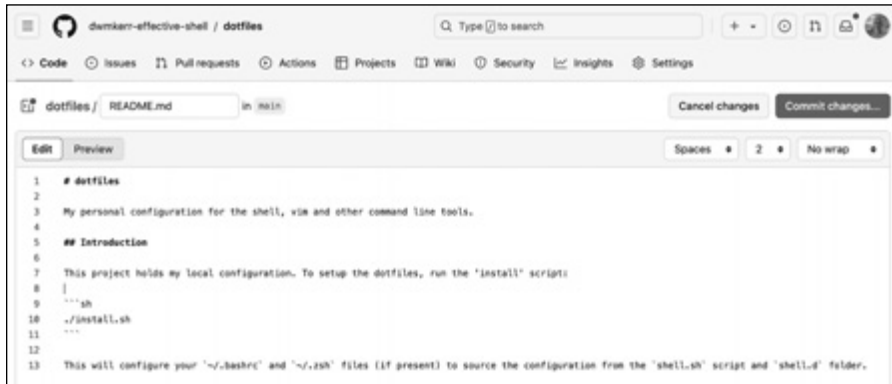 dwmkerr-effective-shell / dotfiles Type / to search
<> Code Issues Pull requests Actions Projects Wiki Security Insights Settings
dotfiles / README.md in main Cancel changes Commit changes...
Edit Preview Spaces 2 No wrap
1 # dotfiles
2
3 My personal configuration for the shell, vim and other command line tools.
4
5 ## Introduction
6
7 This project holds my local configuration. To setup the dotfiles, run the 'install' script:
8
9 ```sh
10 ./install.sh
11 ```
12
13 This will configure your `~/.bashrc` and `~/.zsh` files (if present) to source the configuration from the `shell.sh` script and `shell.d` folder.